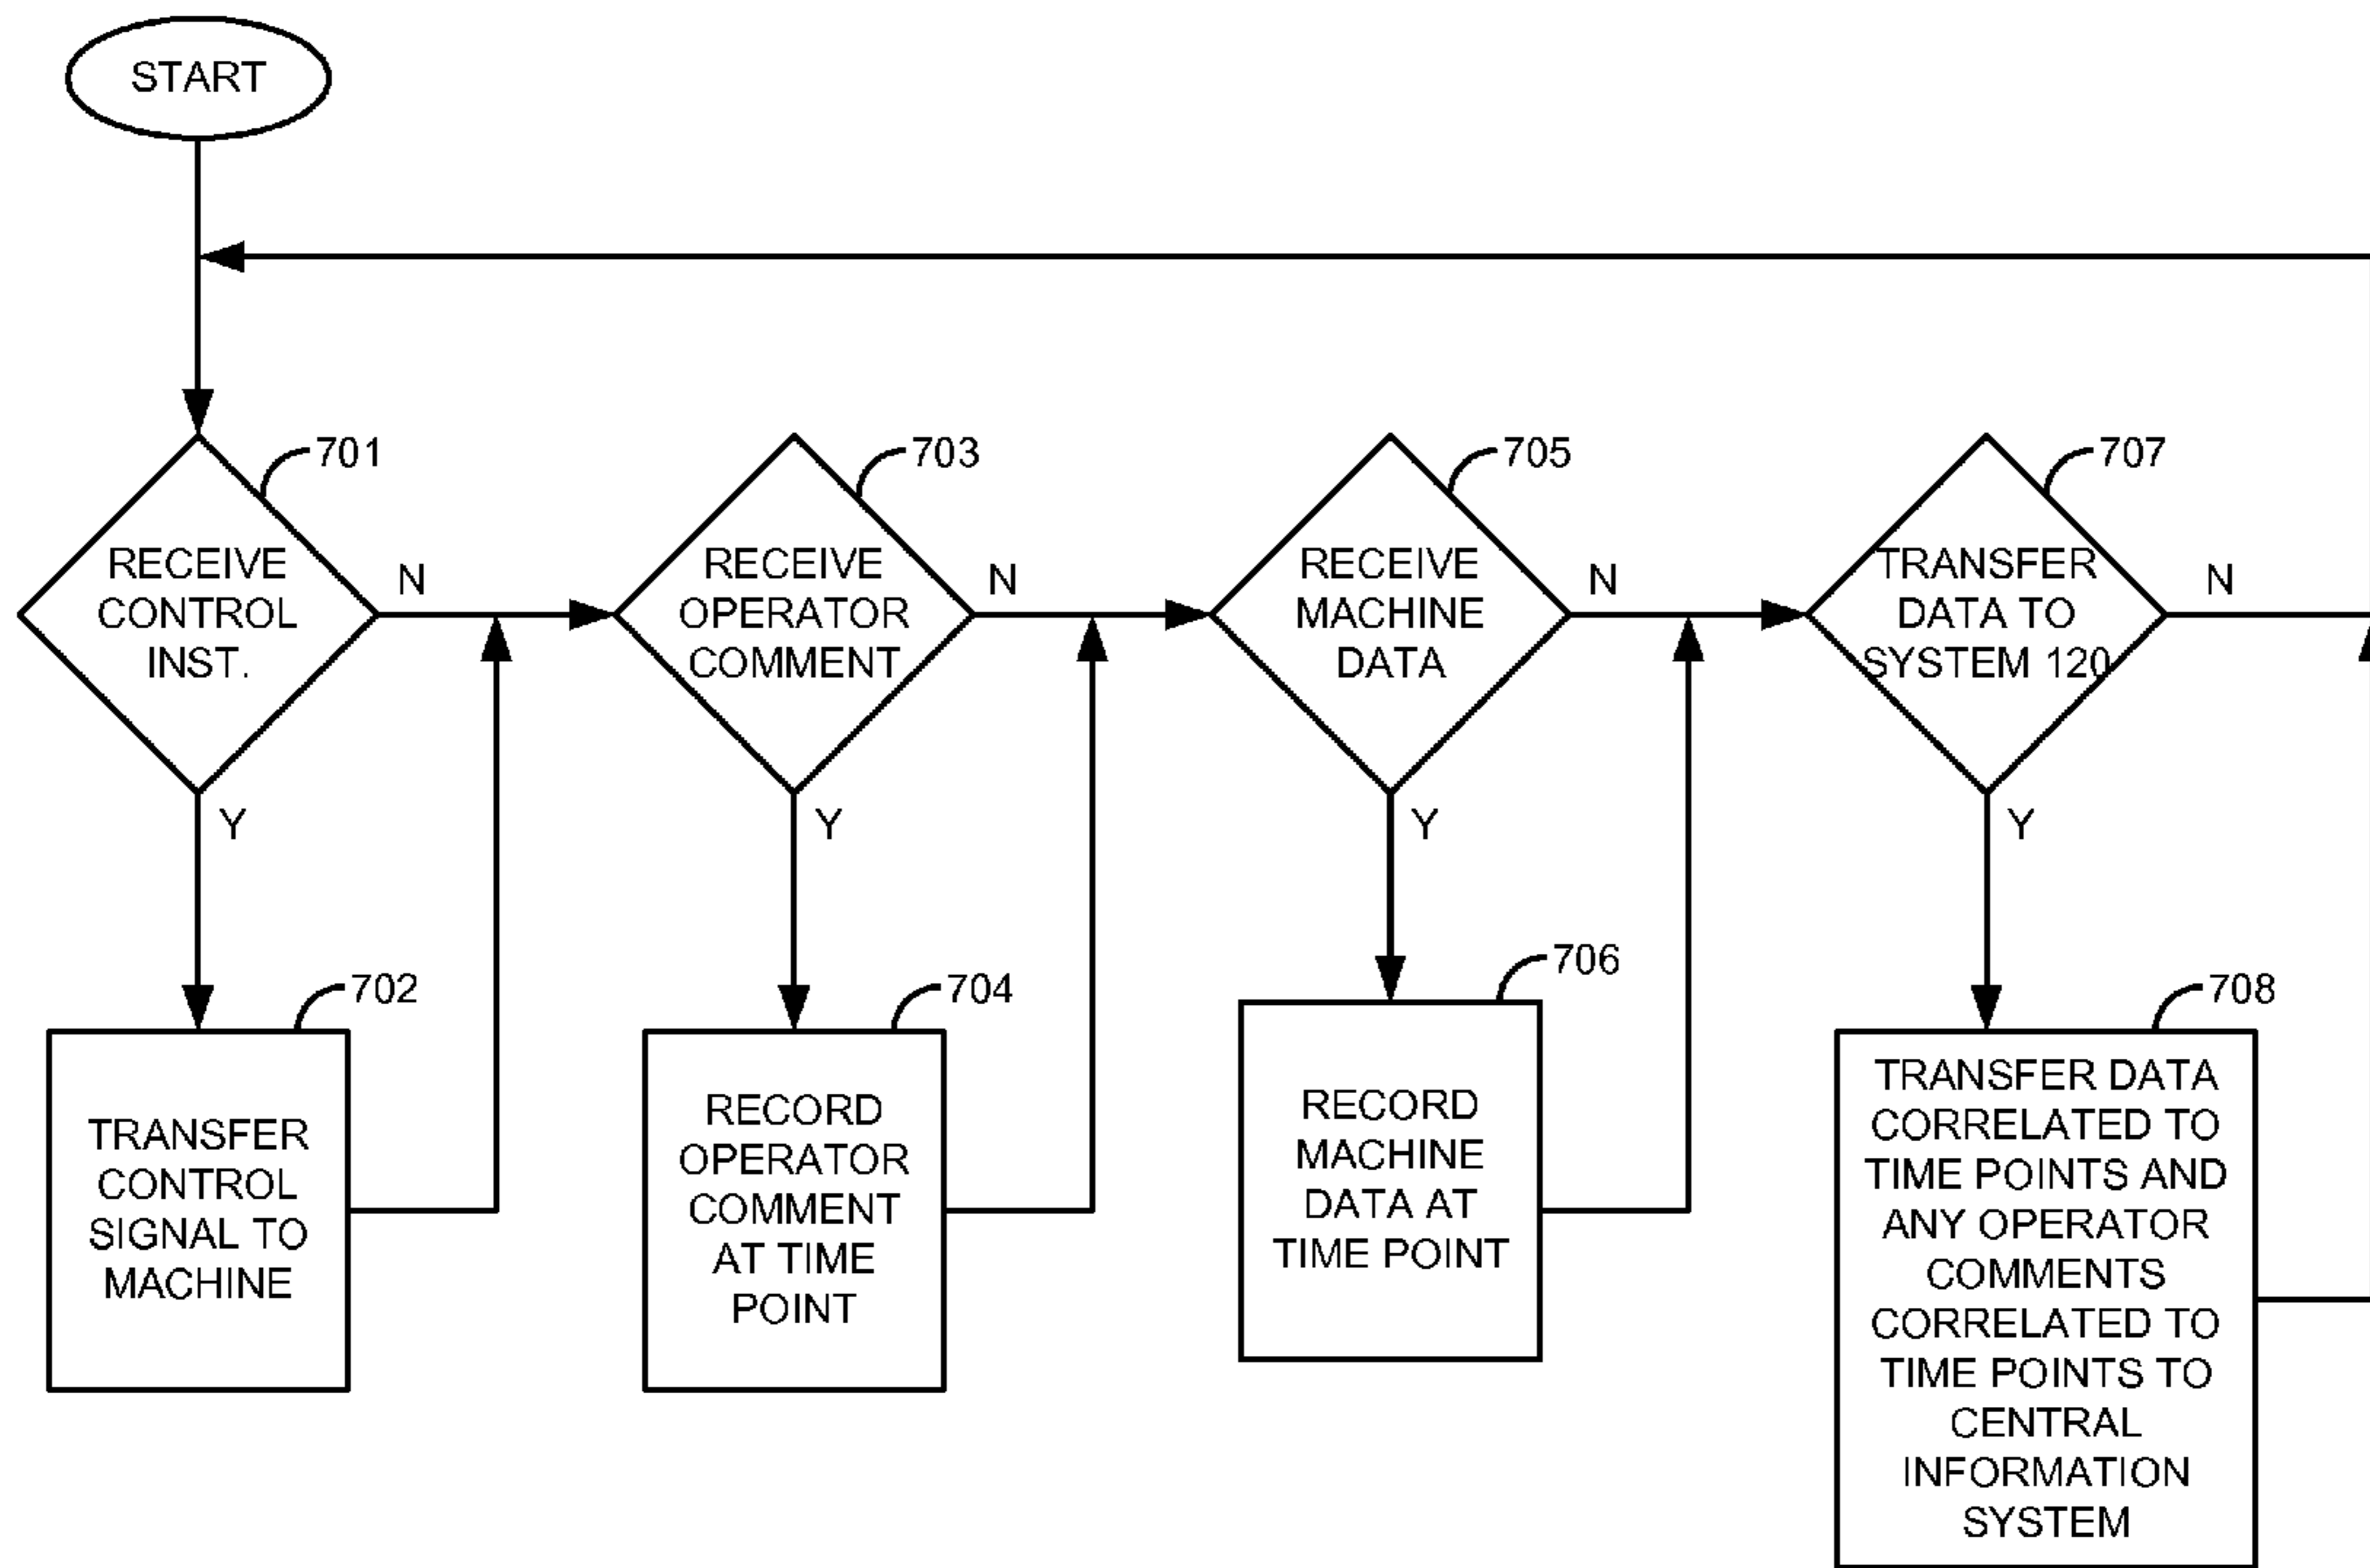 START
701
RECEIVE
CONTROL
INST.
N
Y
703
RECEIVE
OPERATOR
COMMENT
N
Y
705
RECEIVE
MACHINE
DATA
N
Y
707
TRANSFER
DATA TO
SYSTEM 120
N
Y
702
TRANSFER
CONTROL
SIGNAL TO
MACHINE
704
RECORD
OPERATOR
COMMENT
AT TIME
POINT
706
RECORD
MACHINE
DATA AT
TIME POINT
708
TRANSFER DATA
CORRELATED TO
TIME POINTS AND
ANY OPERATOR
COMMENTS
CORRELATED TO
TIME POINTS TO
CENTRAL
INFORMATION
SYSTEM